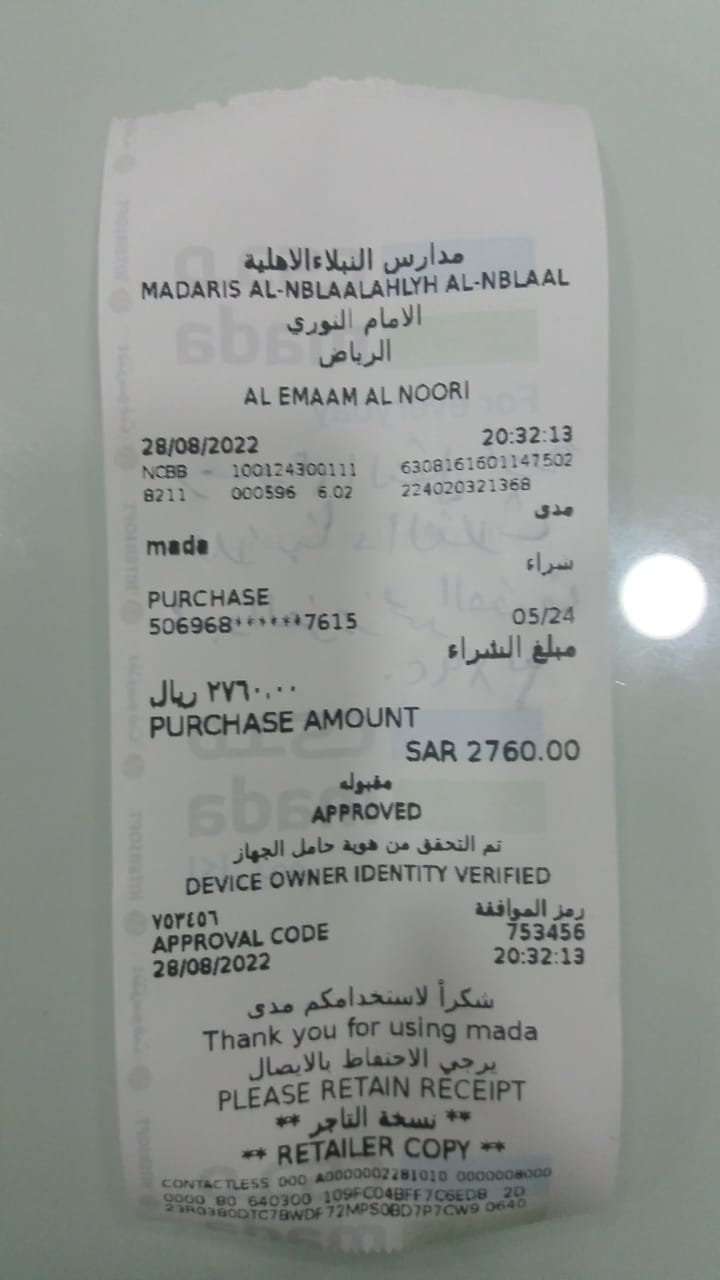 مدارس النبلاءالاهلية
MADARIS AL-NBLAALAHLYH AL-NBLAAL
الامام النوري
الرياض
AL EMAAM AL NOORI
28/08/2022 20:32:13
NCBB - 100124300111 6308161601147502
8211 000596 6.02 224020321368
مدى
mada
شراء
PURCHASE
506968******7615 05/24
مبلغ الشراء
٢٧٦٠.٠٠ ريال
PURCHASE AMOUNT
SAR 2760.00
مقبوله
APPROVED
تم التحقق من هوية حامل الجهاز
DEVICE OWNER IDENTITY VERIFIED
٧٥٣٤٥٦ رمز الموافقة
APPROVAL CODE 753456
28/08/2022 20:32:13
شكراً لاستخدامكم مدى
Thank you for using mada
يرجي الاحتفاظ بالايصال
PLEASE RETAIN RECEIPT
** نسخة التاجر **
** RETAILER COPY **
CONTACTLESS 000 A0000002281010 0000008000
0000 80 640300 109FC04BFF7C6ED8 20